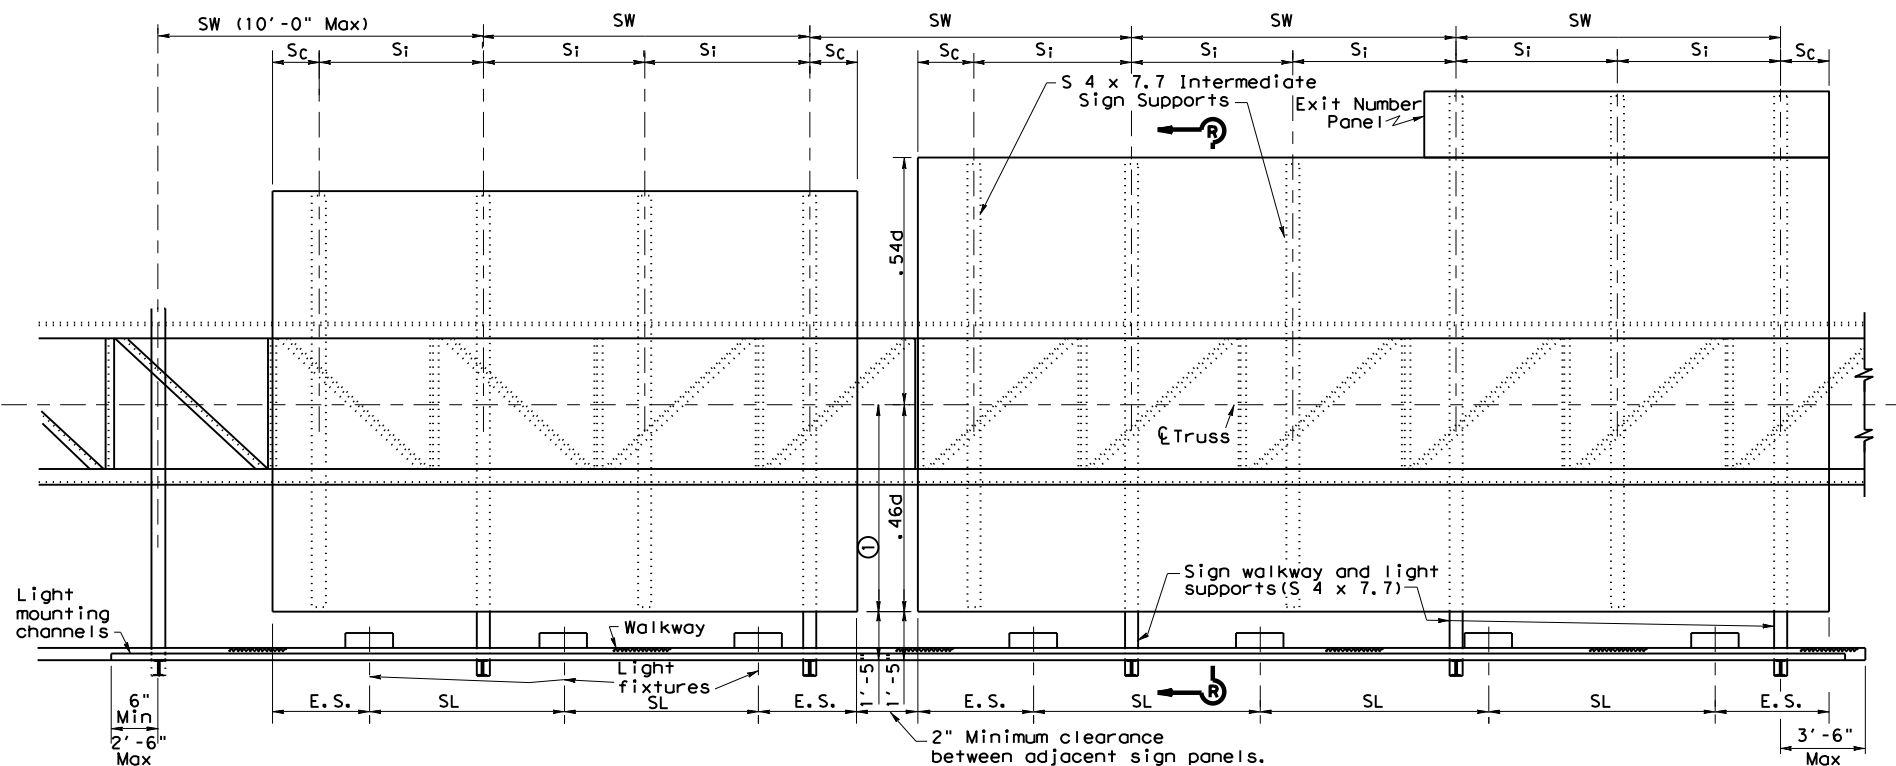 SW (10'-0" Max)
SW
SW
SW
SW
Sc
Si
Si
Si
Sc
Sc
Si
Si
Si
Si
Si
Sc
S 4 x 7.7 Intermediate
Sign Supports
Exit Number
Panel
R
.54d
℄ Truss
.46d
1
Sign walkway and light
supports(S 4 x 7.7)
Light
mounting
channels
Walkway
Light
fixtures
1'-5"
1'-5"
R
6"
Min
2'-6"
Max
E.S.
SL
SL
E.S.
E.S.
SL
SL
SL
E.S.
2" Minimum clearance
between adjacent sign panels.
3'-6"
Max